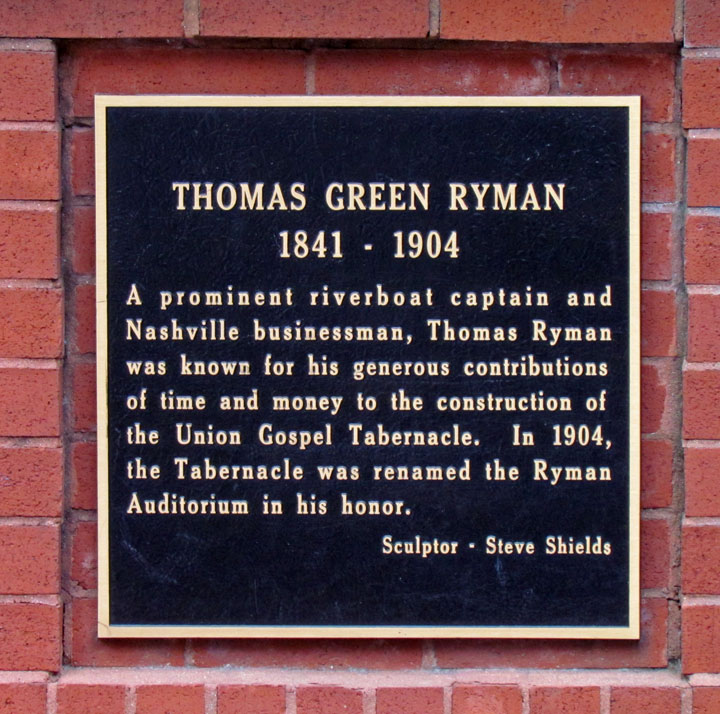 THOMAS GREEN RYMAN
1841 - 1904
A prominent riverboat captain and
Nashville businessman, Thomas Ryman
was known for his generous contributions
of time and money to the construction of
the Union Gospel Tabernacle. In 1904,
the Tabernacle was renamed the Ryman
Auditorium in his honor.
Sculptor - Steve Shields